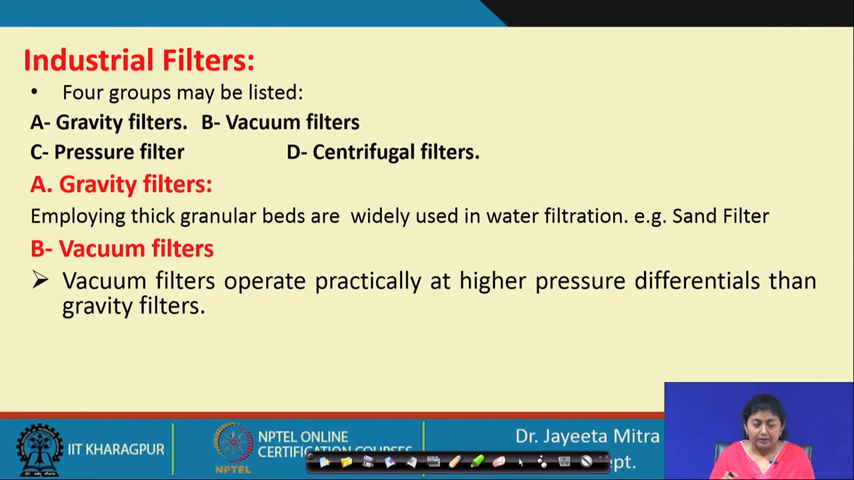 Industrial Filters:
• Four groups may be listed:
A- Gravity filters. B- Vacuum filters
C- Pressure filter D- Centrifugal filters.
A. Gravity filters:
Employing thick granular beds are widely used in water filtration. e.g. Sand Filter
B- Vacuum filters
➢ Vacuum filters operate practically at higher pressure differentials than
gravity filters.
IIT KHARAGPUR
NPTEL
NPTEL ONLINE
CERTIFICATION COURSES
Dr. Jayeeta Mitra
ept.